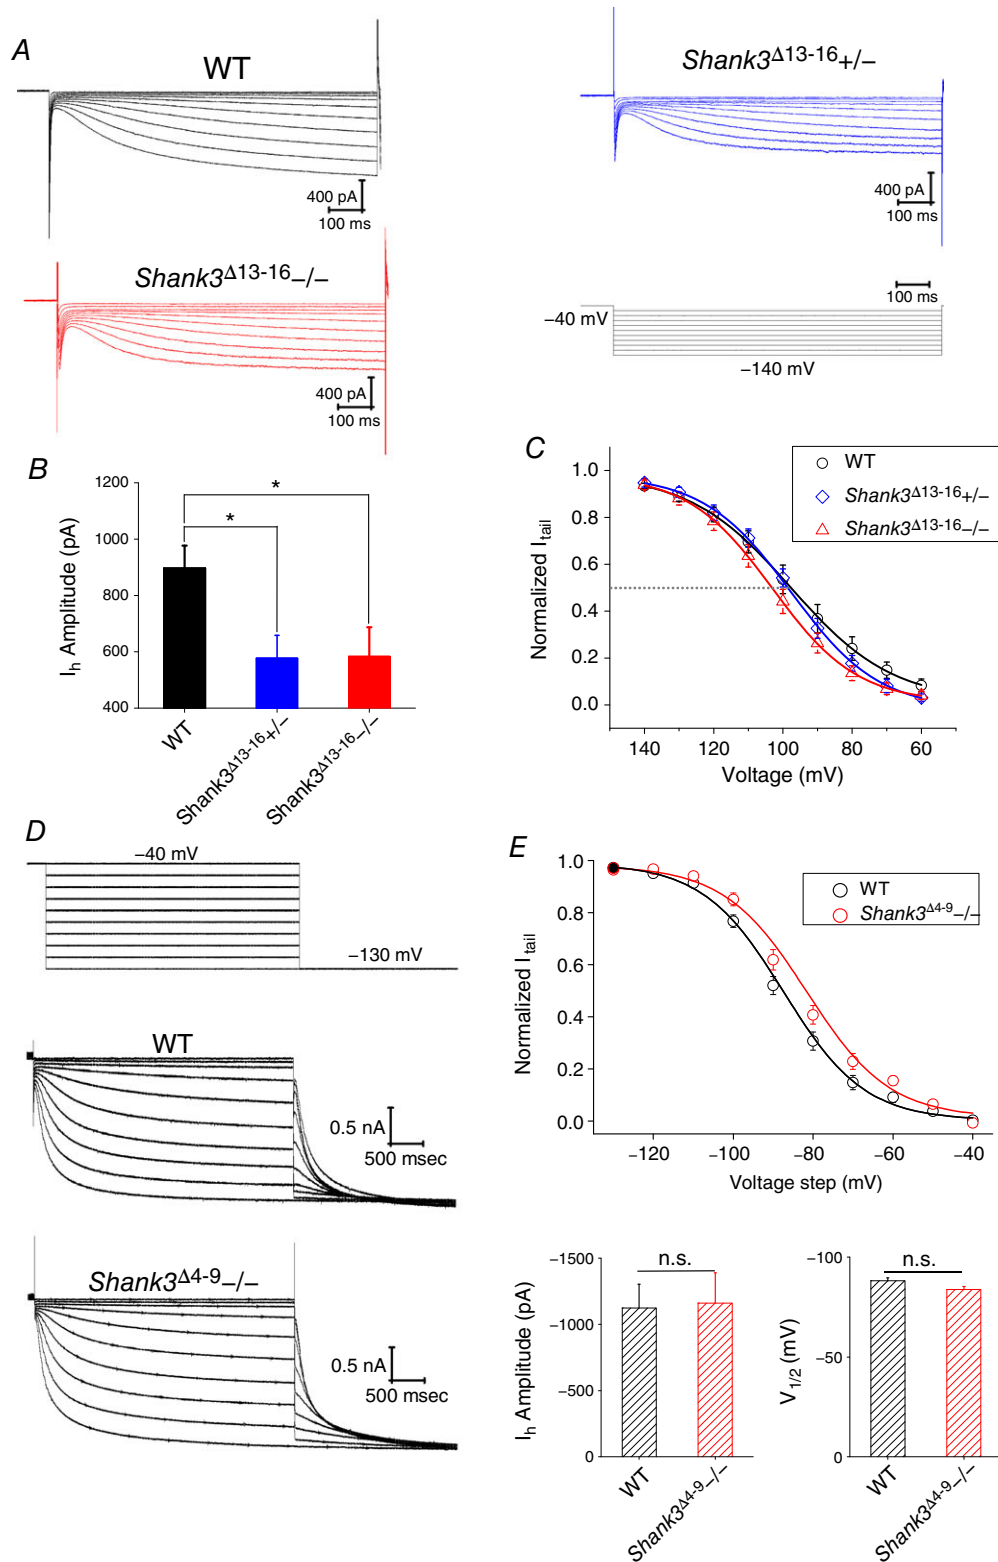 A
WT
400 pA
100 ms
Shank3Δ13-16+/–
400 pA
100 ms
Shank3Δ13-16–/–
400 pA
100 ms
100 ms
–40 mV
–140 mV
B
1200
1000
800
600
400
Ih Amplitude (pA)
*
*
WT
Shank3Δ13-16+/–
Shank3Δ13-16–/–
C
WT
Shank3Δ13-16+/–
Shank3Δ13-16–/–
1.0
0.8
0.6
0.4
0.2
0.0
Normalized Itail
140 120 100 80 60
Voltage (mV)
D
–40 mV
–130 mV
WT
0.5 nA
500 msec
Shank3Δ4-9–/–
0.5 nA
500 msec
E
WT
Shank3Δ4-9–/–
1.0
0.8
0.6
0.4
0.2
0.0
Normalized Itail
–120 –100 –80 –60 –40
Voltage step (mV)
–1500
–1000
–500
0
Ih Amplitude (pA)
n.s.
WT
Shank3Δ4-9–/–
–100
–50
0
V1/2 (mV)
n.s.
WT
Shank3Δ4-9–/–